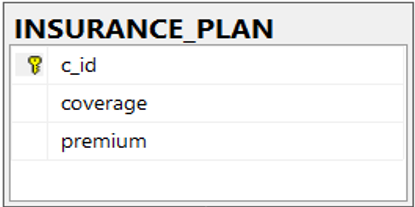 INSURANCE_PLAN
c_id
coverage
premium